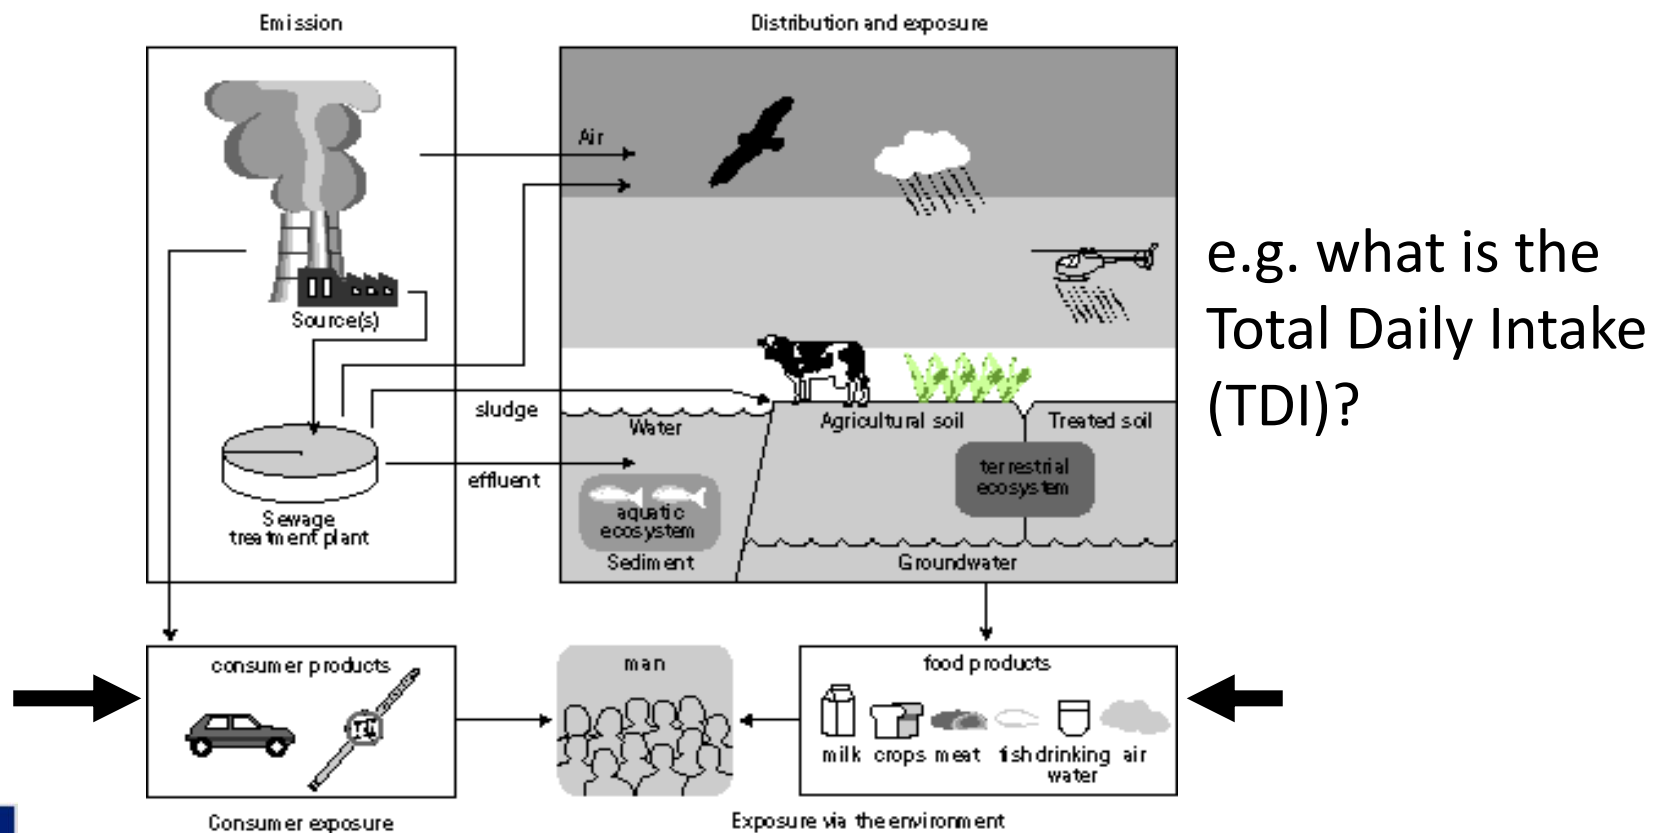 Emission
Distribution and exposure
Air
Source(s)
sludge
effluent
Sewage
treatment plant
Water
Agricultural soil
Treated soil
terrestrial
ecosystem
aquatic
ecosystem
Sediment
Groundwater
e.g. what is the
Total Daily Intake
(TDI)?
consumer products
man
food products
milk crops meat fish drinking air
water
Consumer exposure
Exposure via the environment